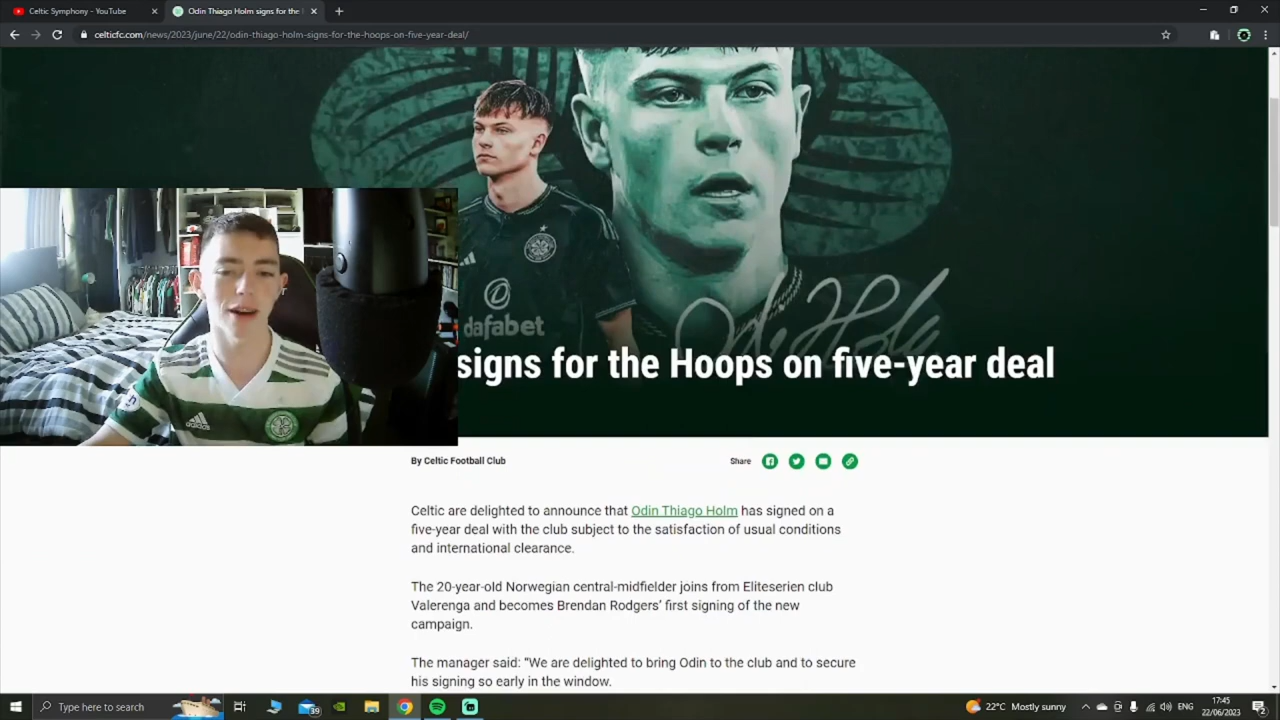 Celtic Symphony - YouTube
Odin Thiago Holm signs for the
celticfc.com/news/2023/june/22/odin-thiago-holm-signs-for-the-hoops-on-five-year-deal/
dafabet
signs for the Hoops on five-year deal
adidas
By Celtic Football Club
Share
Celtic are delighted to announce that Odin Thiago Holm has signed on a
five-year deal with the club subject to the satisfaction of usual conditions
and international clearance.
The 20-year-old Norwegian central-midfielder joins from Eliteserien club
Valerenga and becomes Brendan Rodgers’ first signing of the new
campaign.
The manager said: “We are delighted to bring Odin to the club and to secure
his signing so early in the window.
Type here to search
39
22°C Mostly sunny
ENG
17:45
22/06/2023
2